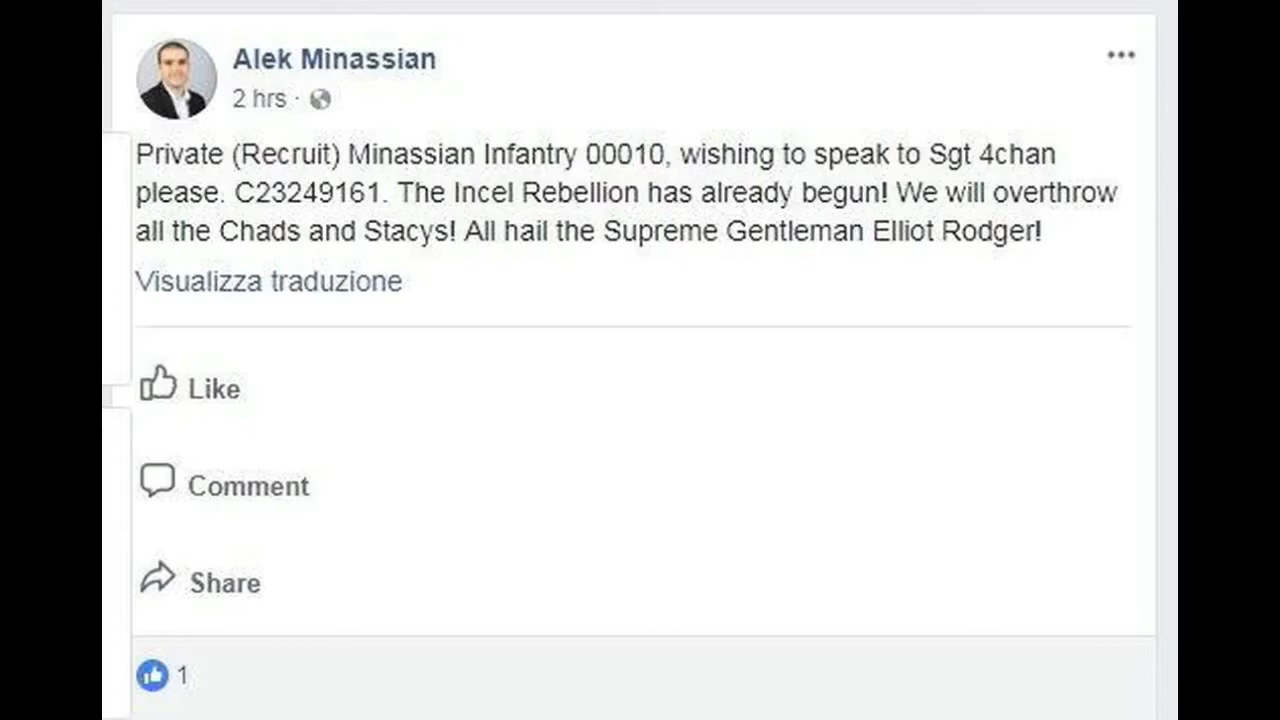 Alek Minassian
2 hrs ·
Private (Recruit) Minassian Infantry 00010, wishing to speak to Sgt 4chan
please. C23249161. The Incel Rebellion has already begun! We will overthrow
all the Chads and Stacys! All hail the Supreme Gentleman Elliot Rodger!
Visualizza traduzione
Like
Comment
Share
1